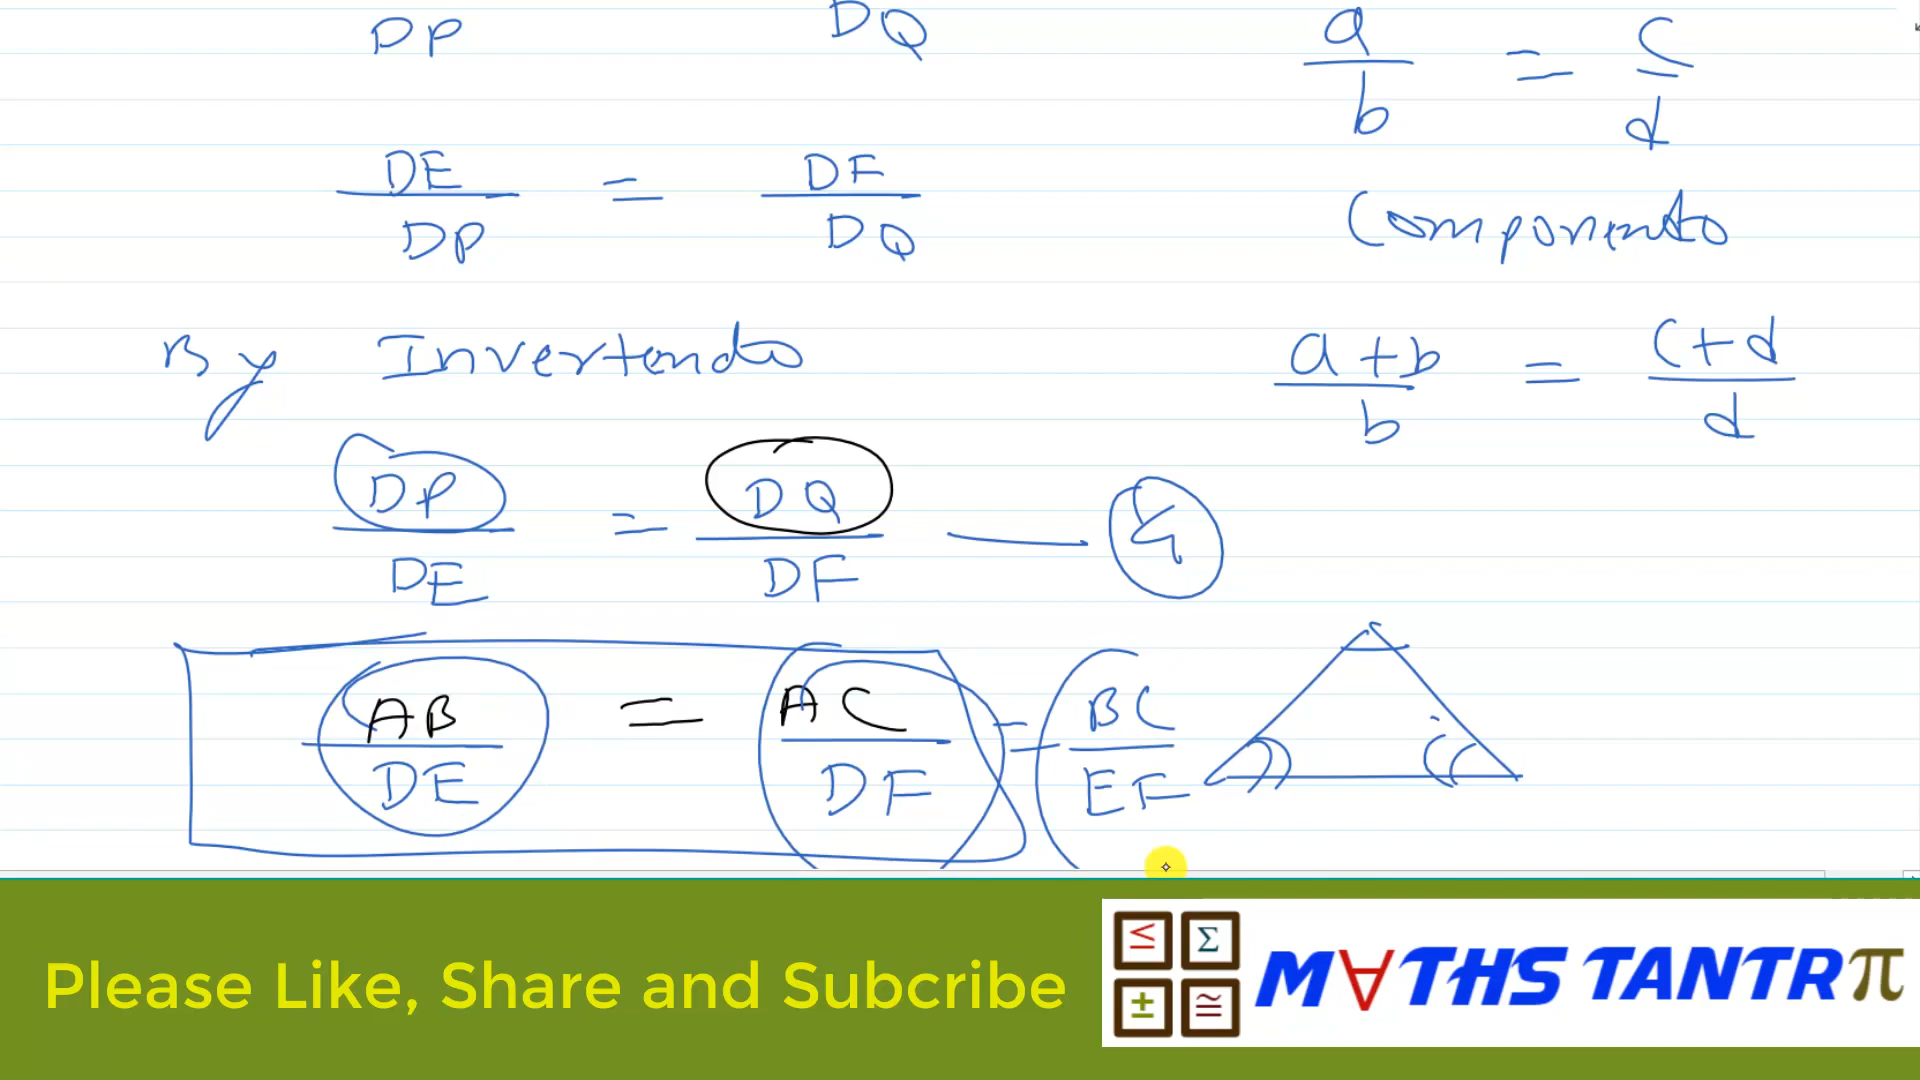 DP DQ
a/b = c/d
DE/DP = DF/DQ
Componendo
By Invertendo
a+b/b = c+d/d
DP/DE = DQ/DF — 4
AB/DE = AC/DF = BC/EF
Please Like, Share and Subcribe
≤ Σ ± ≅
M∀THS TANTRπ